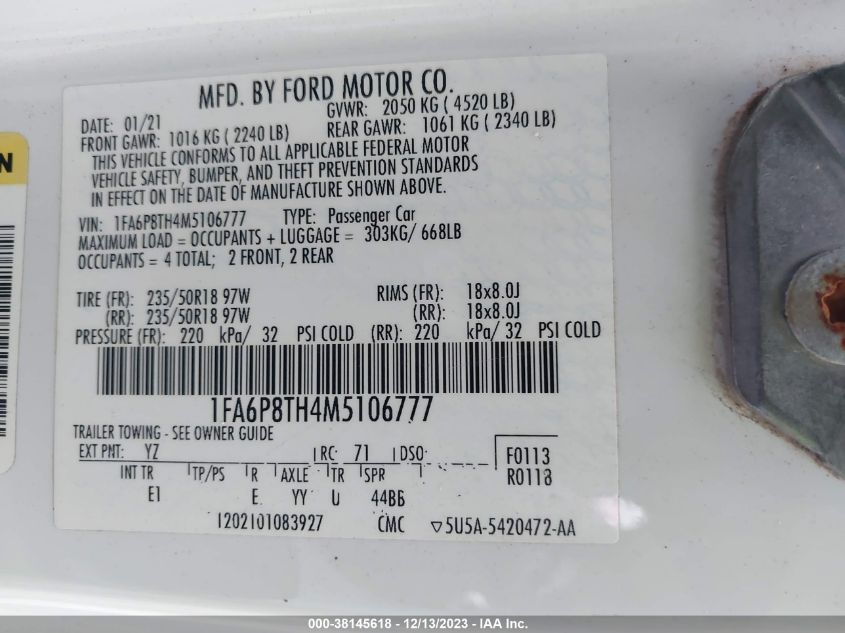 MFD. BY FORD MOTOR CO.
DATE: 01/21 GVWR: 2050 KG ( 4520 LB)
FRONT GAWR: 1016 KG ( 2240 LB) REAR GAWR: 1061 KG ( 2340 LB)
THIS VEHICLE CONFORMS TO ALL APPLICABLE FEDERAL MOTOR
VEHICLE SAFETY, BUMPER, AND THEFT PREVENTION STANDARDS
IN EFFECT ON THE DATE OF MANUFACTURE SHOWN ABOVE.
VIN: 1FA6P8TH4M5106777 TYPE: Passenger Car
MAXIMUM LOAD = OCCUPANTS + LUGGAGE = 303KG/ 668LB
OCCUPANTS = 4 TOTAL; 2 FRONT, 2 REAR
TIRE (FR): 235/50R18 97W RIMS (FR): 18x8.0J
(RR): 235/50R18 97W (RR): 18x8.0J
PRESSURE (FR): 220 kPa/ 32 PSI COLD (RR): 220 kPa/ 32 PSI COLD
1FA6P8TH4M5106777
TRAILER TOWING - SEE OWNER GUIDE
EXT PNT: YZ RC: 71 DSO: F0113
INT TR TP/PS R AXLE TR SPR R0118
E1 E YY U 44BB
1202101083927 CMC 5U5A-5420472-AA
N
000-38145618 - 12/13/2023 - IAA Inc.